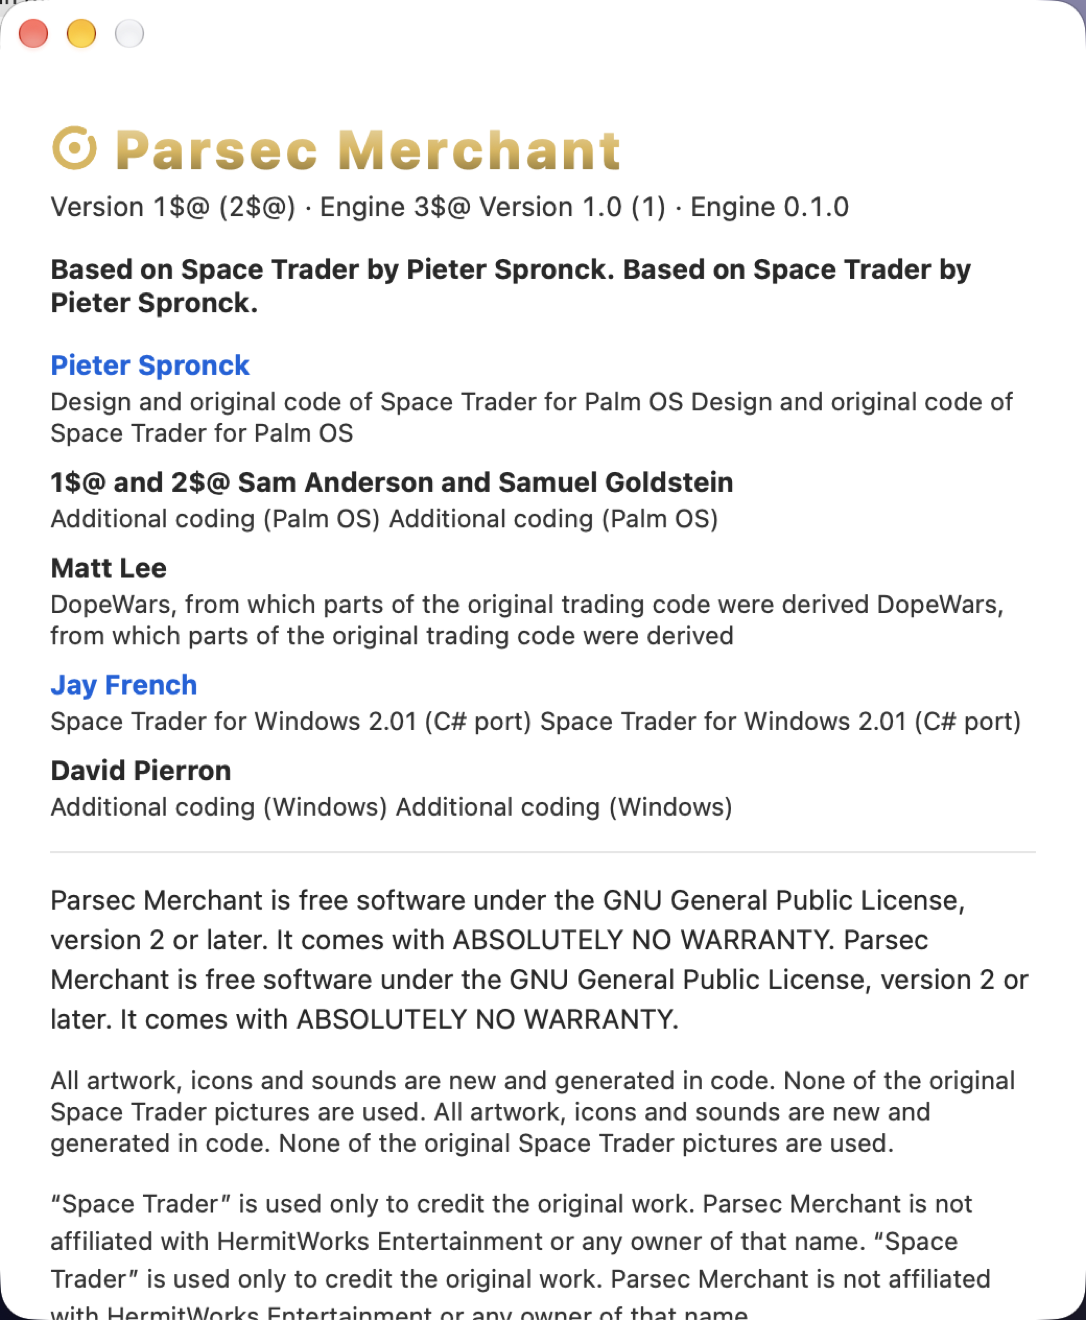 Parsec Merchant
Version 1$@ (2$@) · Engine 3$@ Version 1.0 (1) · Engine 0.1.0
Based on Space Trader by Pieter Spronck. Based on Space Trader by
Pieter Spronck.
Pieter Spronck
Design and original code of Space Trader for Palm OS Design and original code of
Space Trader for Palm OS
1$@ and 2$@ Sam Anderson and Samuel Goldstein
Additional coding (Palm OS) Additional coding (Palm OS)
Matt Lee
DopeWars, from which parts of the original trading code were derived DopeWars,
from which parts of the original trading code were derived
Jay French
Space Trader for Windows 2.01 (C# port) Space Trader for Windows 2.01 (C# port)
David Pierron
Additional coding (Windows) Additional coding (Windows)
Parsec Merchant is free software under the GNU General Public License,
version 2 or later. It comes with ABSOLUTELY NO WARRANTY. Parsec
Merchant is free software under the GNU General Public License, version 2 or
later. It comes with ABSOLUTELY NO WARRANTY.
All artwork, icons and sounds are new and generated in code. None of the original
Space Trader pictures are used. All artwork, icons and sounds are new and
generated in code. None of the original Space Trader pictures are used.
“Space Trader” is used only to credit the original work. Parsec Merchant is not
affiliated with HermitWorks Entertainment or any owner of that name. “Space
Trader” is used only to credit the original work. Parsec Merchant is not affiliated
with HermitWorks Entertainment or any owner of that name.